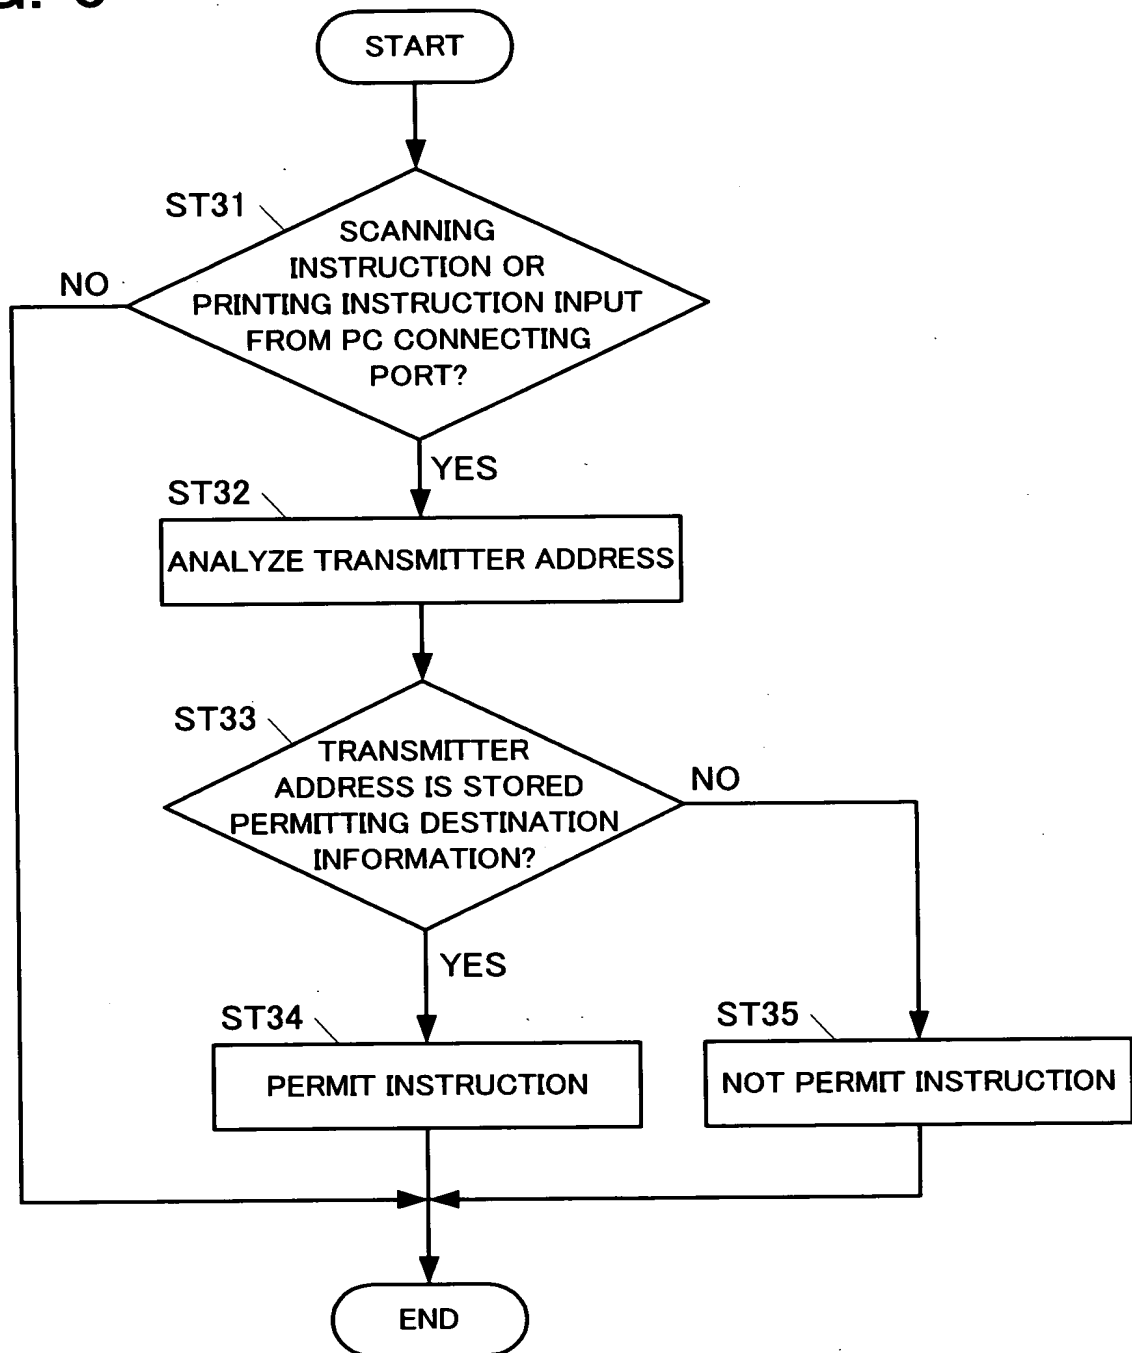 START
ST31
SCANNING
INSTRUCTION OR
PRINTING INSTRUCTION INPUT
FROM PC CONNECTING
PORT?
NO
YES
ST32
ANALYZE TRANSMITTER ADDRESS
ST33
TRANSMITTER
ADDRESS IS STORED
PERMITTING DESTINATION
INFORMATION?
NO
YES
ST34
PERMIT INSTRUCTION
ST35
NOT PERMIT INSTRUCTION
END